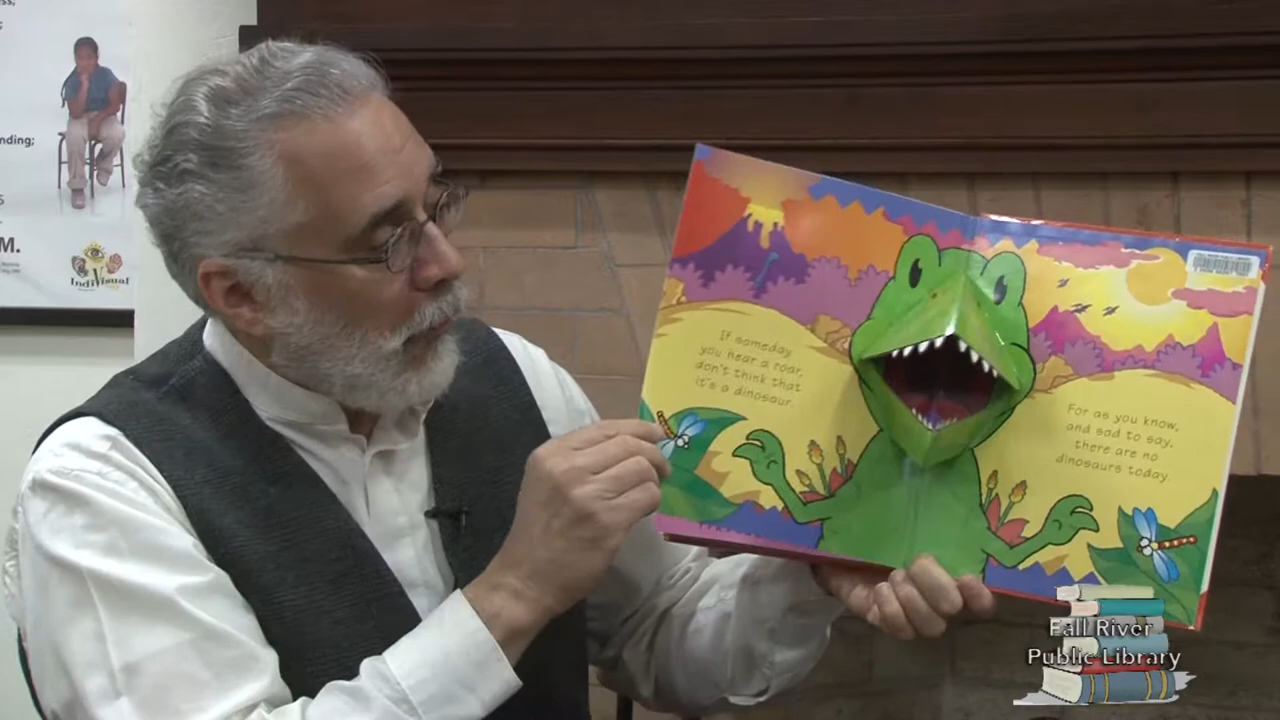 nding;
M.
IndiVisual
If someday
you hear a roar,
don't think that
it's a dinosaur.
For as you know,
and sad to say,
there are no
dinosaurs today.
Fall River
Public Library